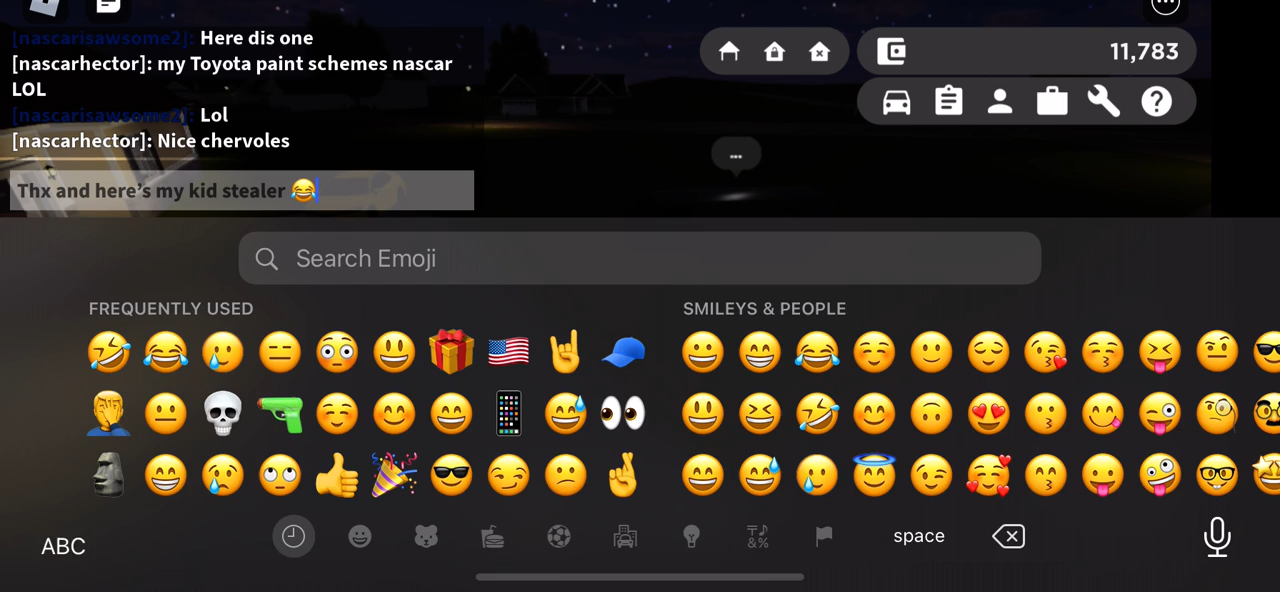 [nascarisawsome2]: Here dis one
[nascarhector]: my Toyota paint schemes nascar
LOL
[nascarisawsome2]: Lol
[nascarhector]: Nice chervoles
Thx and here's my kid stealer 😂
11,783
Search Emoji
FREQUENTLY USED
SMILEYS & PEOPLE
ABC
space